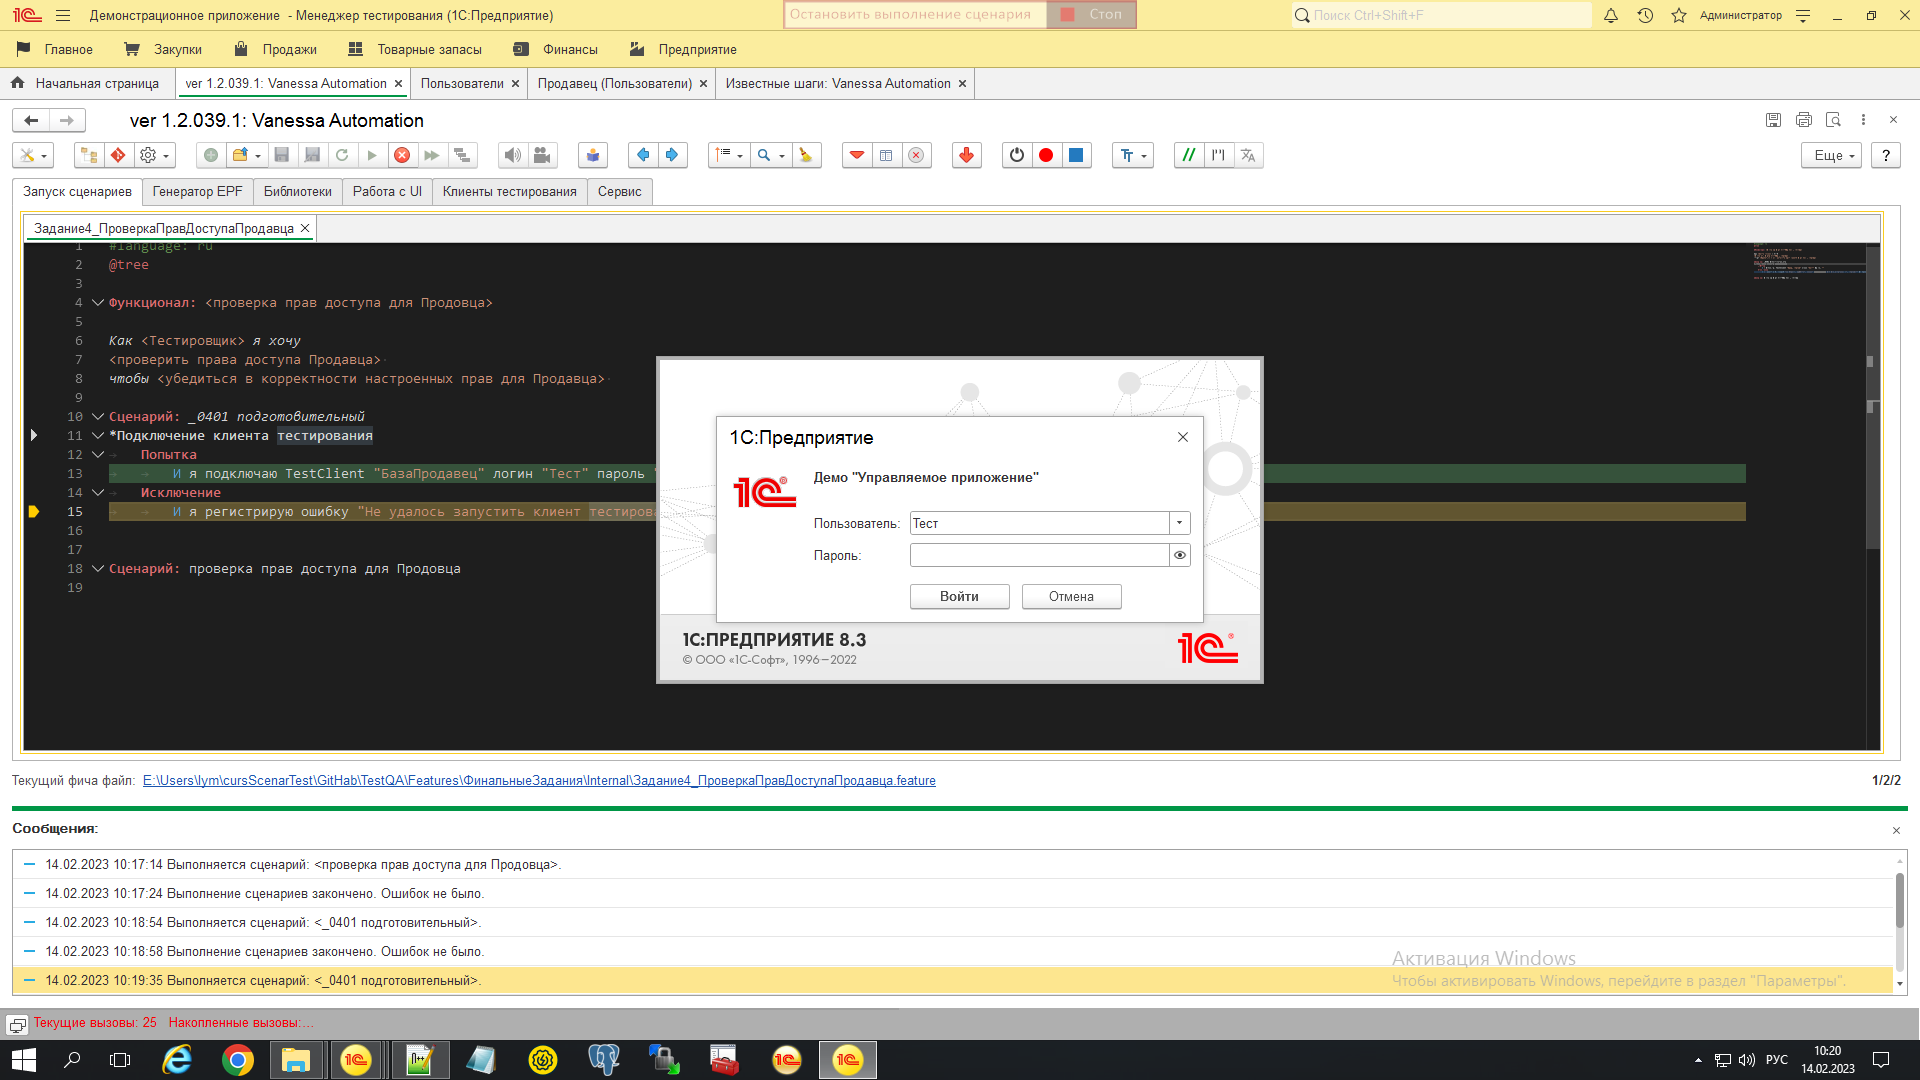 Демонстрационное приложение - Менеджер тестирования (1С:Предприятие)
Остановить выполнение сценария
Стоп
Поиск Ctrl+Shift+F
Администратор
Главное
Закупки
Продажи
Товарные запасы
Финансы
Предприятие
Начальная страница
ver 1.2.039.1: Vanessa Automation
Пользователи
Продавец (Пользователи)
Известные шаги: Vanessa Automation
ver 1.2.039.1: Vanessa Automation
Еще
?
Запуск сценариев
Генератор EPF
Библиотеки
Работа с UI
Клиенты тестирования
Сервис
Задание4_ПроверкаПравДоступаПродавца
1 #language: ru
2 @tree
3
4 Функционал: <проверка прав доступа для Продовца>
5
6 Как <Тестировщик> я хочу
7 <проверить права доступа Продавца>
8 чтобы <убедиться в корректности настроенных прав для Продавца>
9
10 Сценарий: _0401 подготовительный
11 *Подключение клиента тестирования
12 Попытка
13 И я подключаю TestClient "БазаПродавец" логин "Тест" пароль "
14 Исключение
15 И я регистрирую ошибку "Не удалось запустить клиент тестирова
16
17
18 Сценарий: проверка прав доступа для Продовца
19
1С:Предприятие
Демо "Управляемое приложение"
Пользователь: Тест
Пароль:
Войти
Отмена
1С:ПРЕДПРИЯТИЕ 8.3
© ООО «1С-Софт», 1996–2022
Текущий фича файл: E:\Users\lym\cursScenarTest\GitHab\TestQA\Features\ФинальныеЗадания\Internal\Задание4_ПроверкаПравДоступаПродавца.feature
1/2/2
Сообщения:
14.02.2023 10:17:14 Выполняется сценарий: <проверка прав доступа для Продовца>.
14.02.2023 10:17:24 Выполнение сценариев закончено. Ошибок не было.
14.02.2023 10:18:54 Выполняется сценарий: <_0401 подготовительный>.
14.02.2023 10:18:58 Выполнение сценариев закончено. Ошибок не было.
14.02.2023 10:19:35 Выполняется сценарий: <_0401 подготовительный>.
Активация Windows
Чтобы активировать Windows, перейдите в раздел "Параметры".
Текущие вызовы: 25 Накопленные вызовы:...
РУС
10:20
14.02.2023